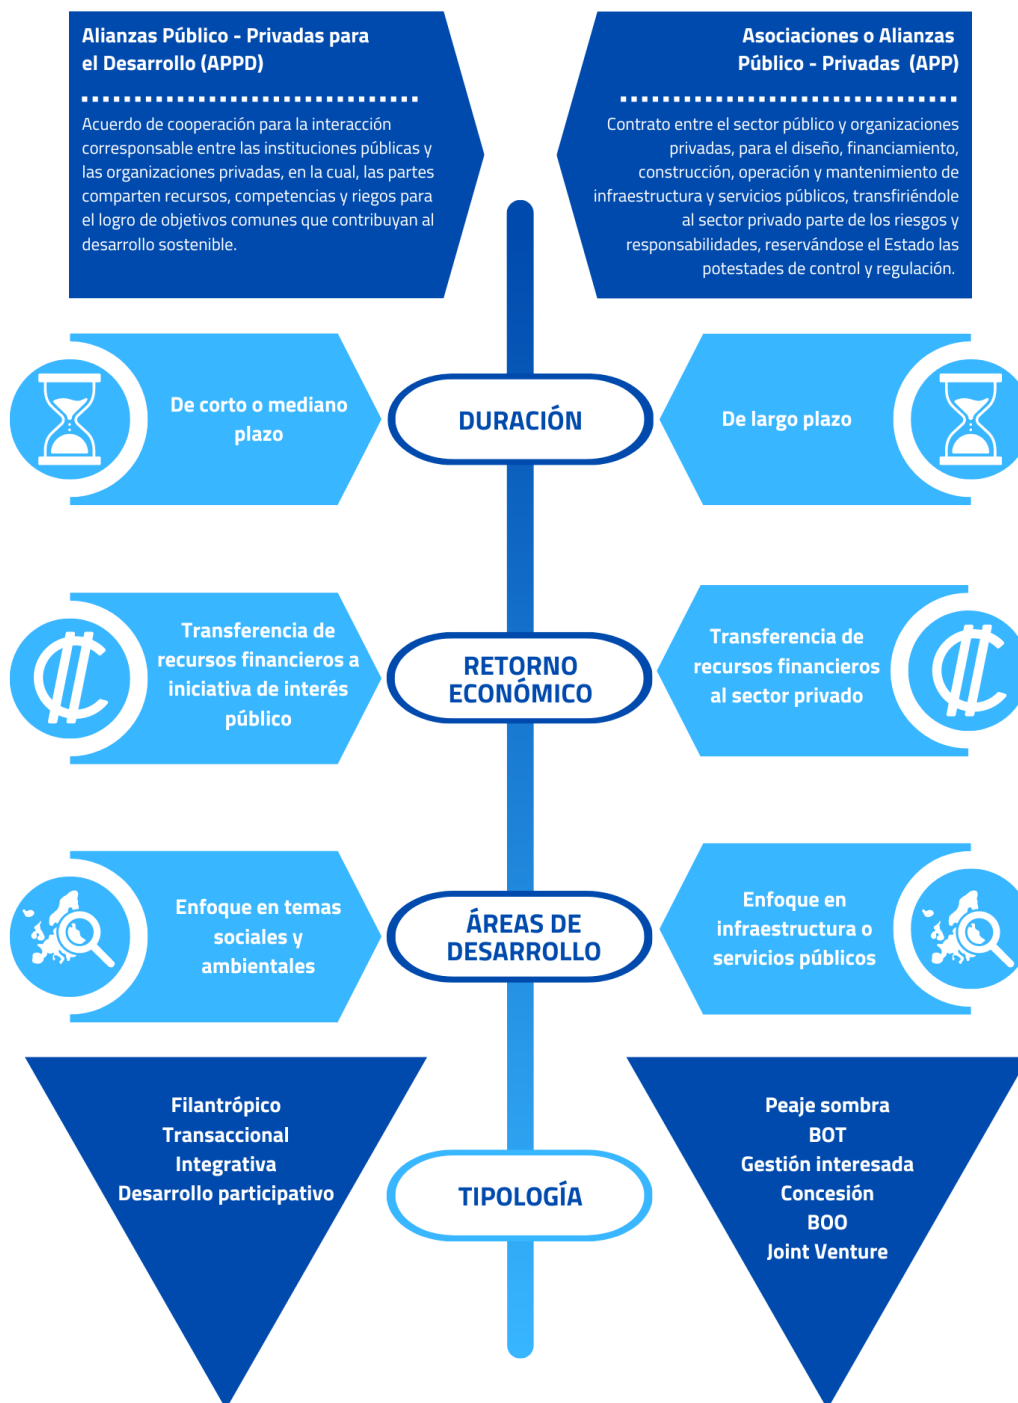 Alianzas Público - Privadas para
el Desarrollo (APPD)
Acuerdo de cooperación para la interacción
corresponsable entre las instituciones públicas y
las organizaciones privadas, en la cual, las partes
comparten recursos, competencias y riegos para
el logro de objetivos comunes que contribuyan al
desarrollo sostenible.
Asociaciones o Alianzas
Público - Privadas (APP)
Contrato entre el sector público y organizaciones
privadas, para el diseño, financiamiento,
construcción, operación y mantenimiento de
infraestructura y servicios públicos, transfiriéndole
al sector privado parte de los riesgos y
responsabilidades, reservándose el Estado las
potestades de control y regulación.
De corto o mediano
plazo
DURACIÓN
De largo plazo
Transferencia de
recursos financieros a
iniciativa de interés
público
RETORNO
ECONÓMICO
Transferencia de
recursos financieros
al sector privado
Enfoque en temas
sociales y
ambientales
ÁREAS DE
DESARROLLO
Enfoque en
infraestructura o
servicios públicos
Filantrópico
Transaccional
Integrativa
Desarrollo participativo
TIPOLOGÍA
Peaje sombra
BOT
Gestión interesada
Concesión
BOO
Joint Venture